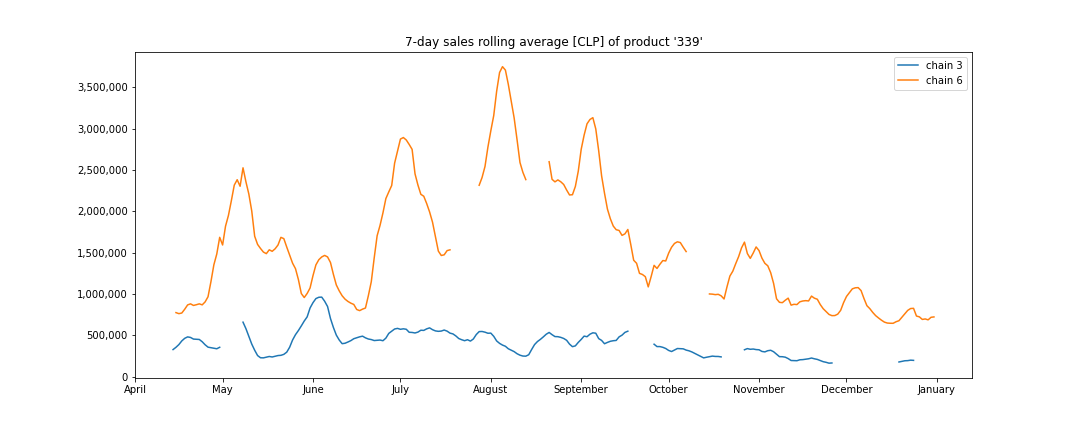 7-day sales rolling average [CLP] of product '339'
chain 3
chain 6
3,500,000
3,000,000
2,500,000
2,000,000
1,500,000
1,000,000
500,000
0
April May June July August September October November December January